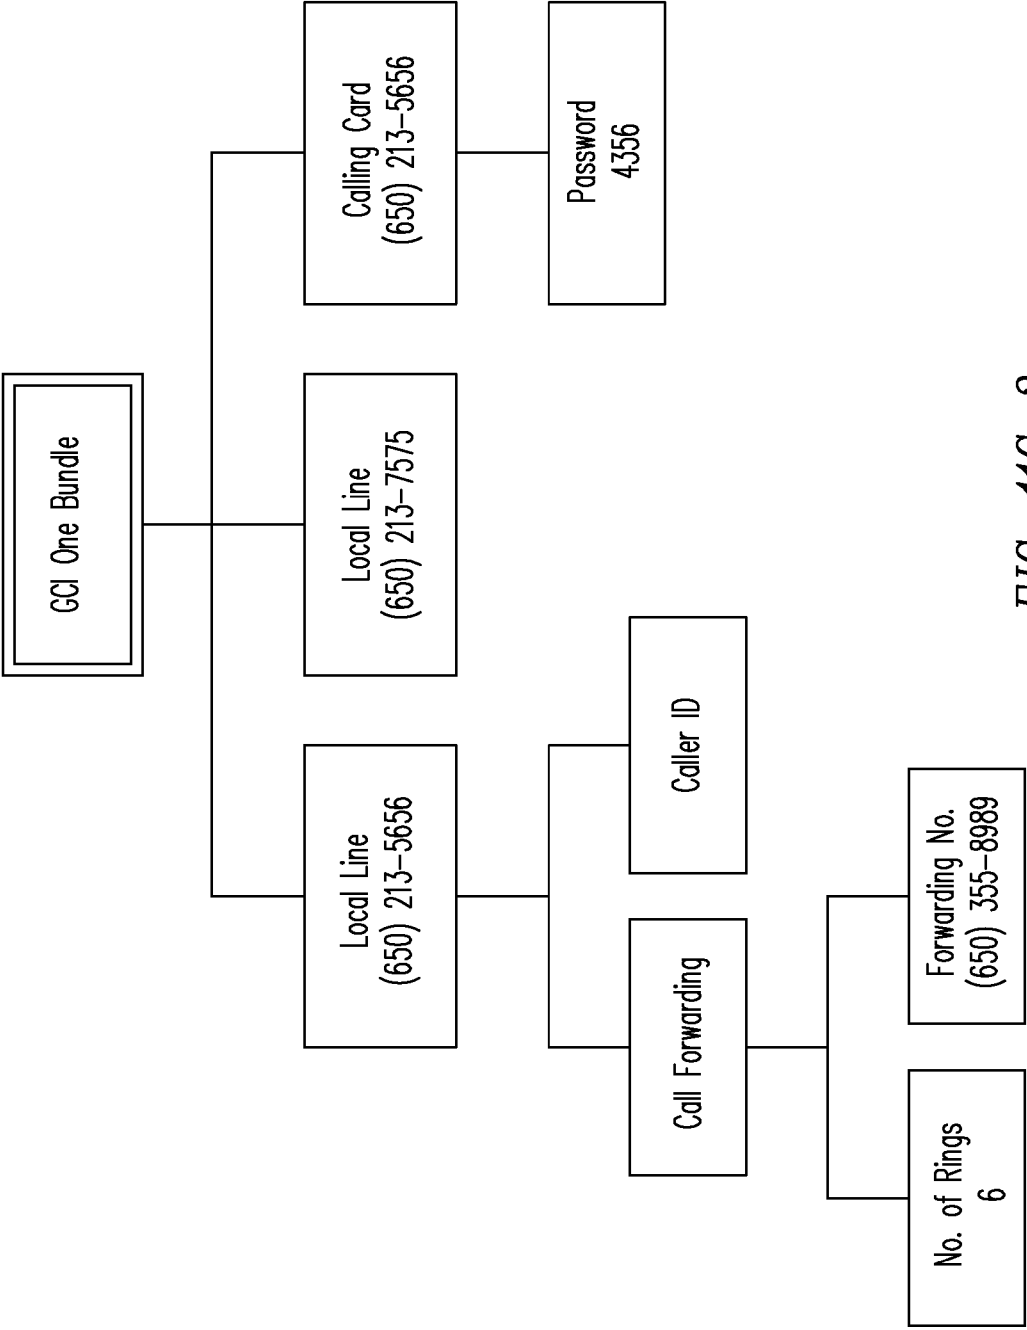 GCI One Bundle
Local Line
(650) 213-5656
Local Line
(650) 213-7575
Calling Card
(650) 213-5656
Call Forwarding
Caller ID
Password
4356
No. of Rings
6
Forwarding No.
(650) 355-8989